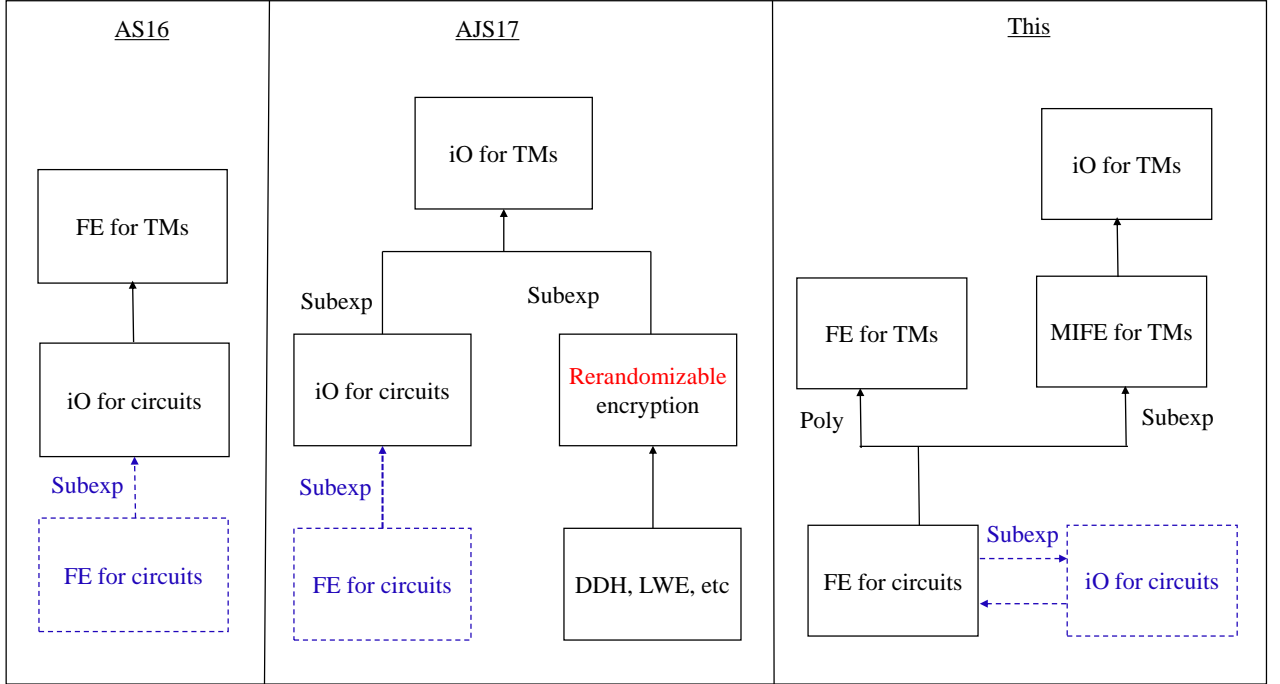 AS16
FE for TMs
iO for circuits
Subexp
FE for circuits
AJS17
iO for TMs
Subexp
Subexp
iO for circuits
Rerandomizable
encryption
Subexp
FE for circuits
DDH, LWE, etc
This
iO for TMs
FE for TMs
MIFE for TMs
Poly
Subexp
FE for circuits
Subexp
iO for circuits